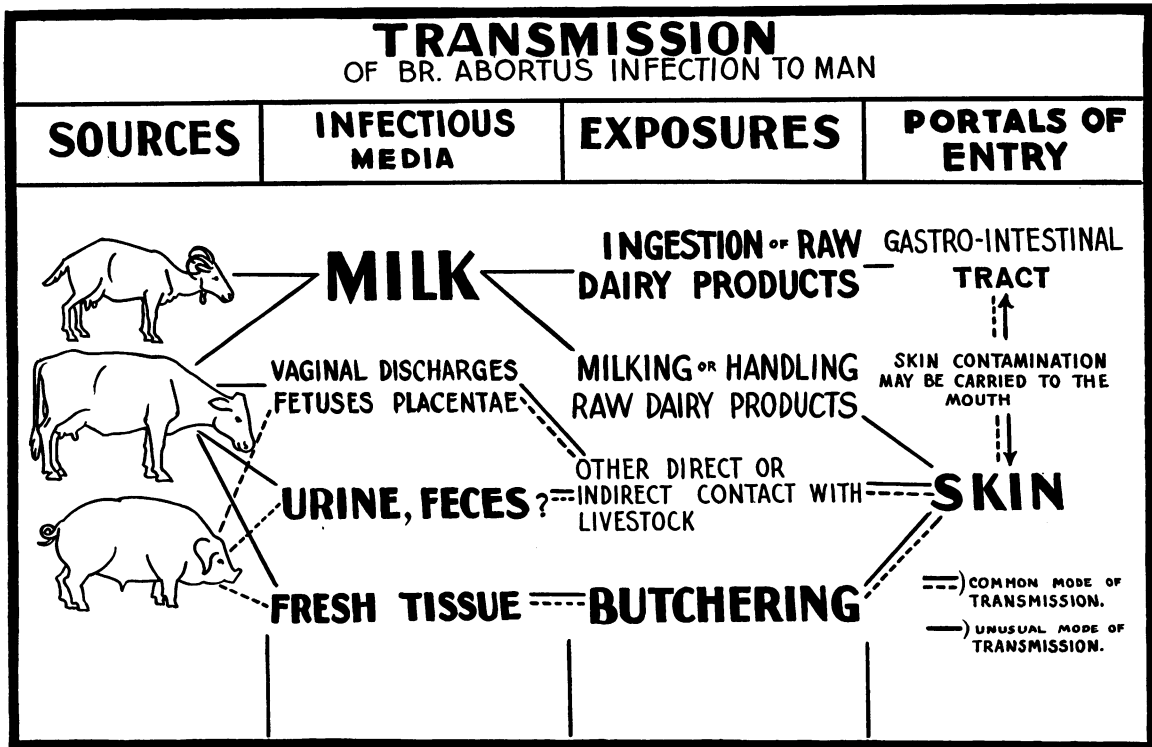 TRANSMISSION
OF BR. ABORTUS INFECTION TO MAN
SOURCES
INFECTIOUS
MEDIA
EXPOSURES
PORTALS OF
ENTRY
MILK
INGESTION OF RAW
DAIRY PRODUCTS
GASTRO-INTESTINAL
TRACT
VAGINAL DISCHARGES
FETUSES PLACENTAE
MILKING OR HANDLING
RAW DAIRY PRODUCTS
SKIN CONTAMINATION
MAY BE CARRIED TO THE
MOUTH
URINE, FECES ?
OTHER DIRECT OR
INDIRECT CONTACT WITH
LIVESTOCK
SKIN
FRESH TISSUE
BUTCHERING
) COMMON MODE OF
TRANSMISSION.
) UNUSUAL MODE OF
TRANSMISSION.